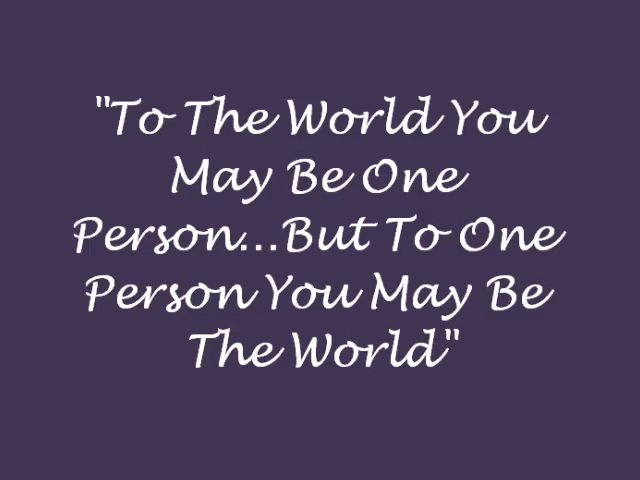 "To The World You
May Be One
Person...But To One
Person You May Be
The World"